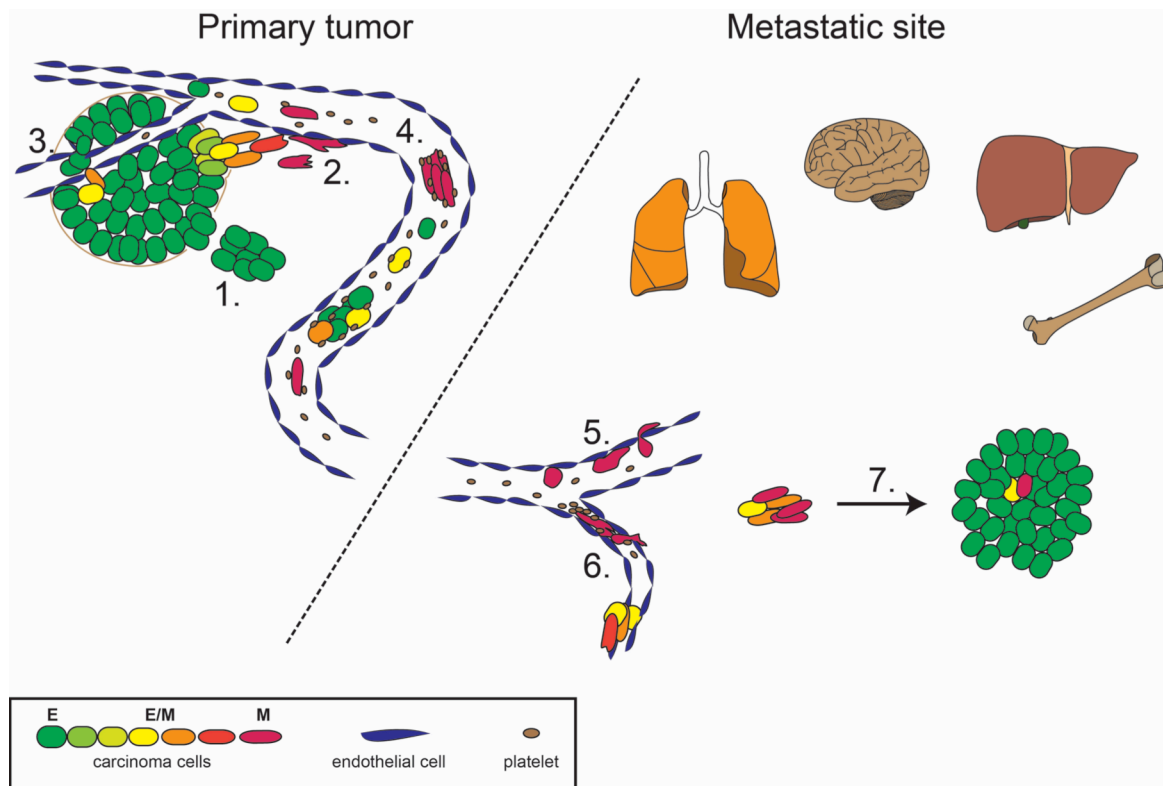 Primary tumor
Metastatic site
3.
4.
2.
1.
5.
7.
6.
E E/M M
carcinoma cells
endothelial cell
platelet